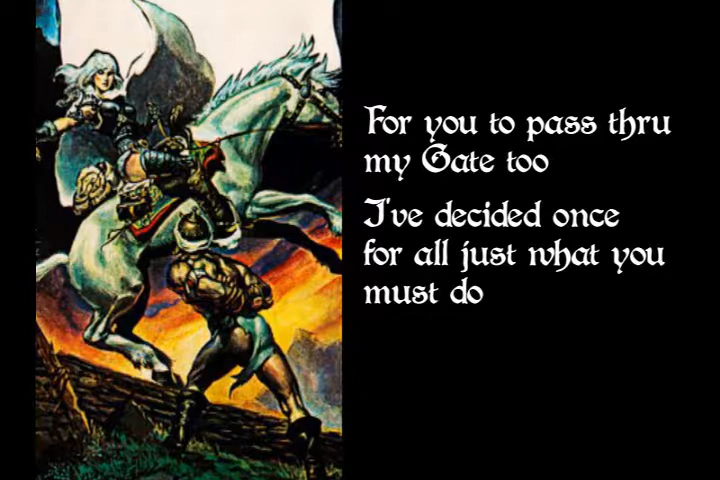 For you to pass thru
my Gate too
I've decided once
for all just what you
must do